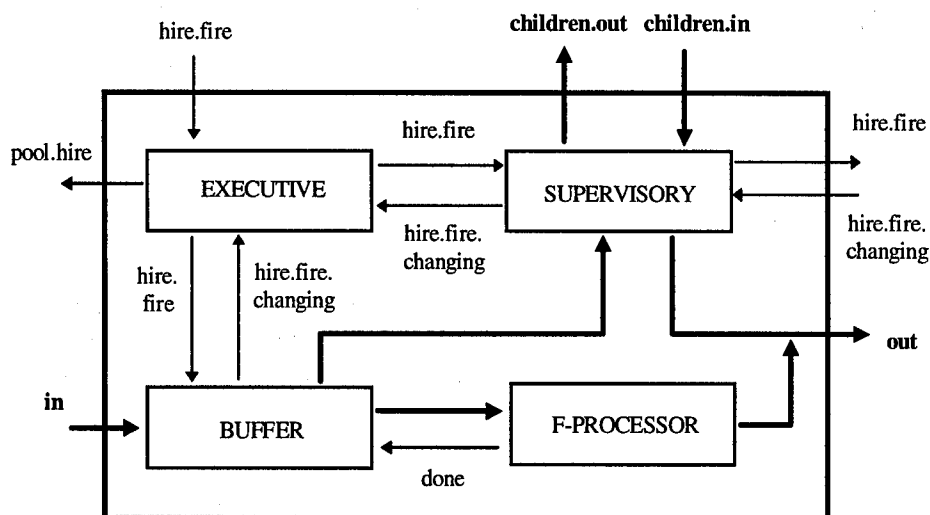 hire.fire
children.out
children.in
pool.hire
EXECUTIVE
hire.fire
hire.fire.
changing
SUPERVISORY
hire.fire
hire.fire.
changing
hire.
fire
hire.fire.
changing
out
in
BUFFER
done
F-PROCESSOR